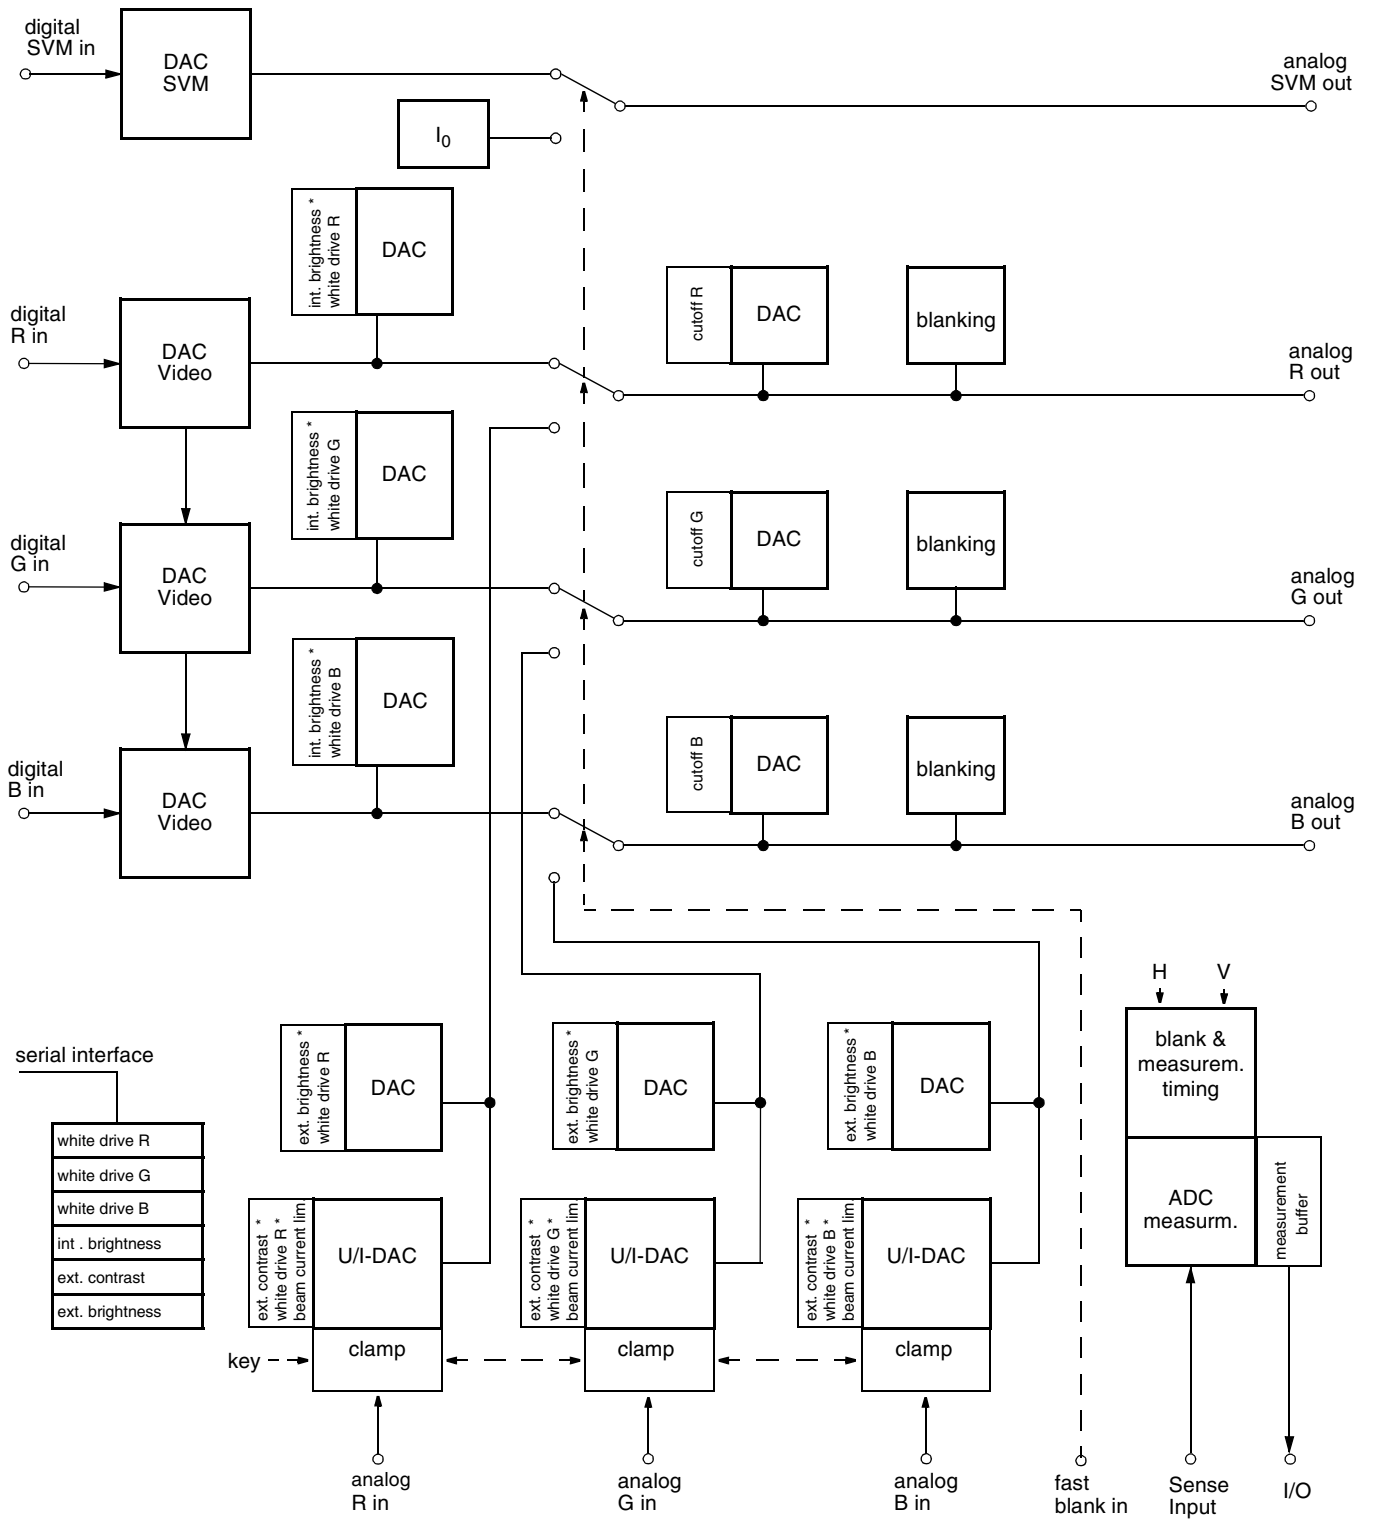 digital
SVM in
DAC
SVM
analog
SVM out
I0
int. brightness *
white drive R
DAC
digital
R in
DAC
Video
cutoff R
DAC
blanking
analog
R out
int. brightness *
white drive G
DAC
digital
G in
DAC
Video
cutoff G
DAC
blanking
analog
G out
int. brightness *
white drive B
DAC
digital
B in
DAC
Video
cutoff B
DAC
blanking
analog
B out
H
V
blank &
measurem.
timing
ADC
measurm.
measurement
buffer
serial interface
white drive R
white drive G
white drive B
int . brightness
ext. contrast
ext. brightness
ext. brightness *
white drive R
DAC
ext. brightness *
white drive G
DAC
ext. brightness *
white drive B
DAC
ext. contrast *
white drive R *
beam current lim.
U/I-DAC
ext. contrast *
white drive G *
beam current lim.
U/I-DAC
ext. contrast *
white drive B *
beam current lim.
U/I-DAC
key
clamp
clamp
clamp
analog
R in
analog
G in
analog
B in
fast
blank in
Sense
Input
I/O